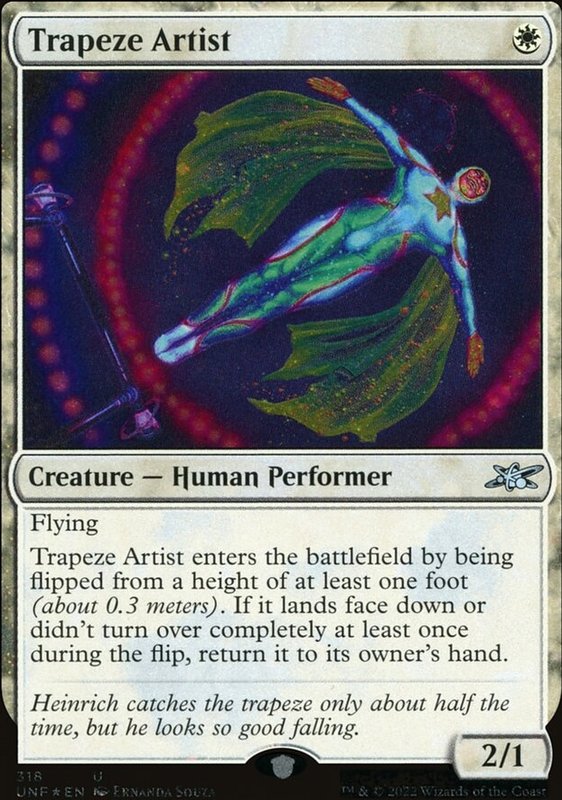 Trapeze Artist
Creature — Human Performer
Flying
Trapeze Artist enters the battlefield by being
flipped from a height of at least one foot
(about 0.3 meters). If it lands face down or
didn't turn over completely at least once
during the flip, return it to its owner's hand.
Heinrich catches the trapeze only about half the
time, but he looks so good falling.
2/1
318 U
UNF★EN Fernanda Souza
™ & © 2022 Wizards of the Coast